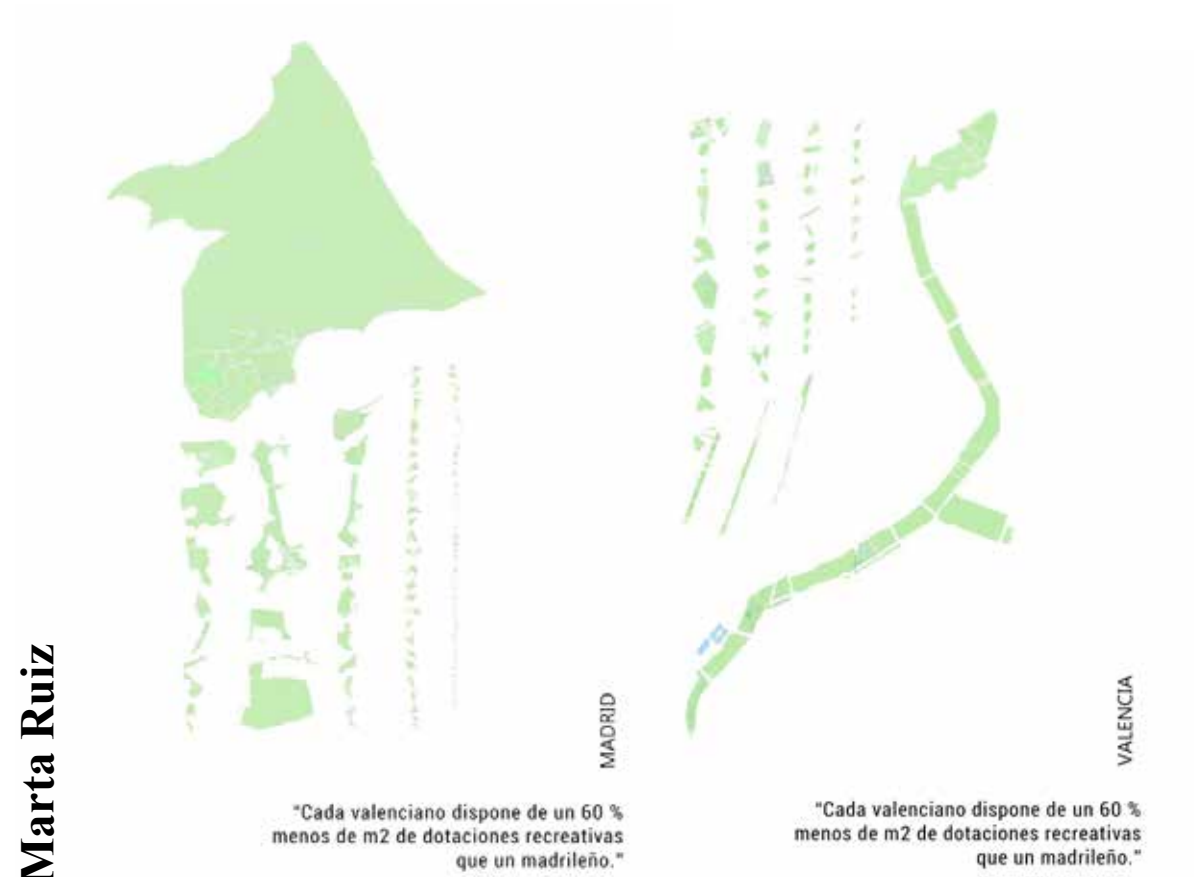 Marta Ruiz
MADRID
"Cada valenciano dispone de un 60 %
menos de m2 de dotaciones recreativas
que un madrileño."
VALENCIA
"Cada valenciano dispone de un 60 %
menos de m2 de dotaciones recreativas
que un madrileño."